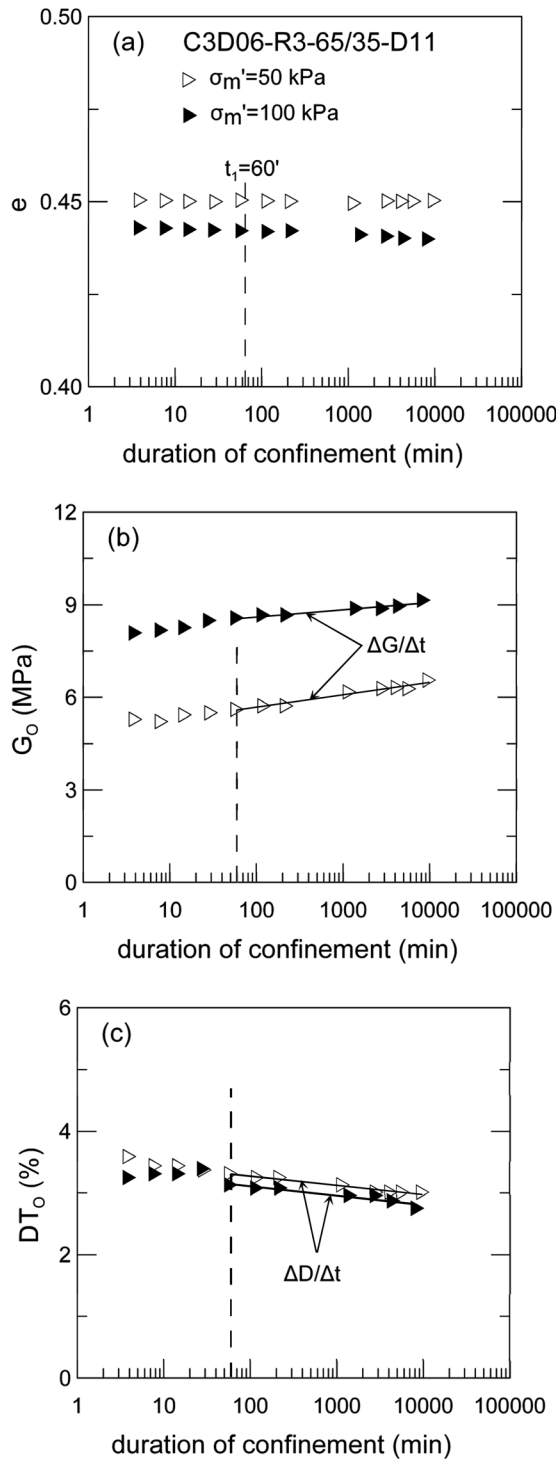 (a) C3D06-R3-65/35-D11
σm'=50 kPa
σm'=100 kPa
t1=60'
e
0.50
0.45
0.40
1 10 100 1000 10000 100000
duration of confinement (min)
(b)
ΔG/Δt
GO (MPa)
12
9
6
3
0
1 10 100 1000 10000 100000
duration of confinement (min)
(c)
ΔD/Δt
DTO (%)
6
4
2
0
1 10 100 1000 10000 100000
duration of confinement (min)